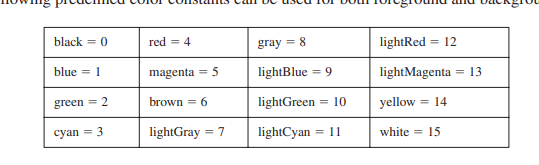 lowing predefined color constants can be used for both foreground and backgrou
black = 0 red = 4 gray = 8 lightRed = 12
blue = 1 magenta = 5 lightBlue = 9 lightMagenta = 13
green = 2 brown = 6 lightGreen = 10 yellow = 14
cyan = 3 lightGray = 7 lightCyan = 11 white = 15